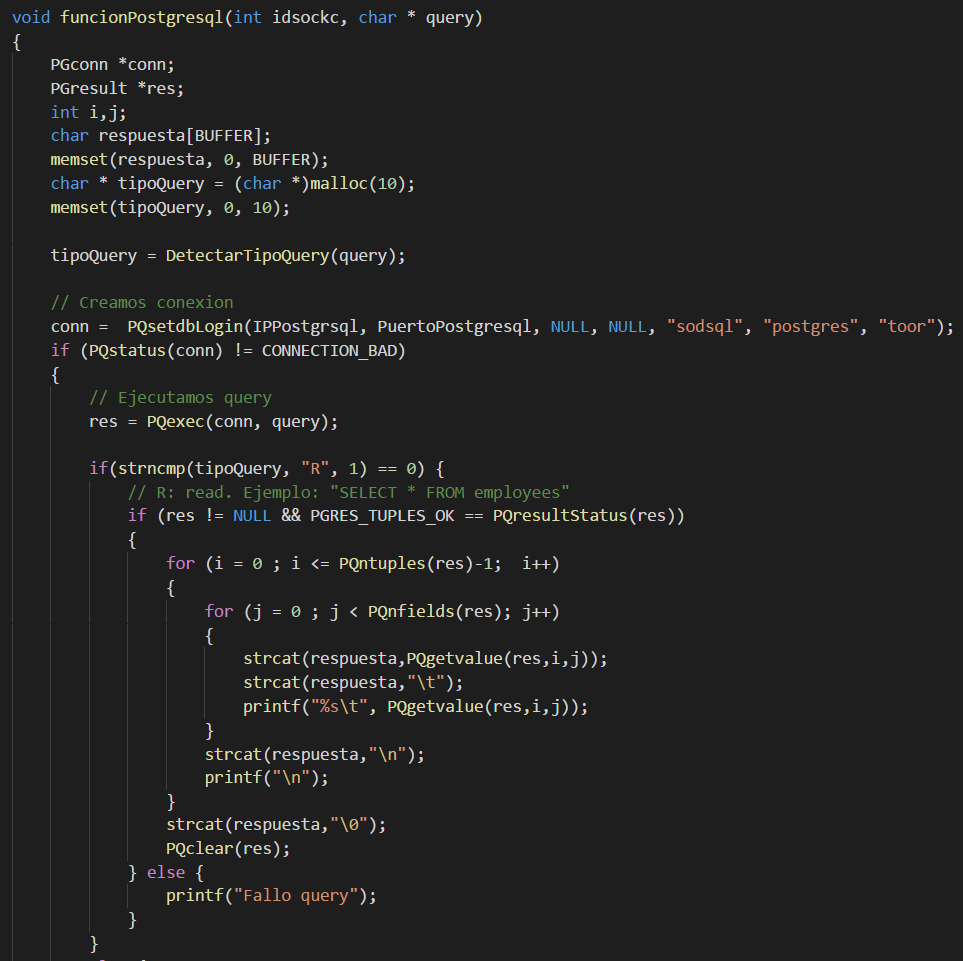 void funcionPostgresql(int idsockc, char * query)
{
    PGconn *conn;
    PGresult *res;
    int i,j;
    char respuesta[BUFFER];
    memset(respuesta, 0, BUFFER);
    char * tipoQuery = (char *)malloc(10);
    memset(tipoQuery, 0, 10);

    tipoQuery = DetectarTipoQuery(query);

    // Creamos conexion
    conn =  PQsetdbLogin(IPPostgrsql, PuertoPostgresql, NULL, NULL, "sodsql", "postgres", "toor");
    if (PQstatus(conn) != CONNECTION_BAD)
    {
        // Ejecutamos query
        res = PQexec(conn, query);

        if(strncmp(tipoQuery, "R", 1) == 0) {
            // R: read. Ejemplo: "SELECT * FROM employees"
            if (res != NULL && PGRES_TUPLES_OK == PQresultStatus(res))
            {
                for (i = 0 ; i <= PQntuples(res)-1;  i++)
                {
                    for (j = 0 ; j < PQnfields(res); j++)
                    {
                        strcat(respuesta,PQgetvalue(res,i,j));
                        strcat(respuesta,"\t");
                        printf("%s\t", PQgetvalue(res,i,j));
                    }
                    strcat(respuesta,"\n");
                    printf("\n");
                }
                strcat(respuesta,"\0");
                PQclear(res);
            } else {
                printf("Fallo query");
            }
        }